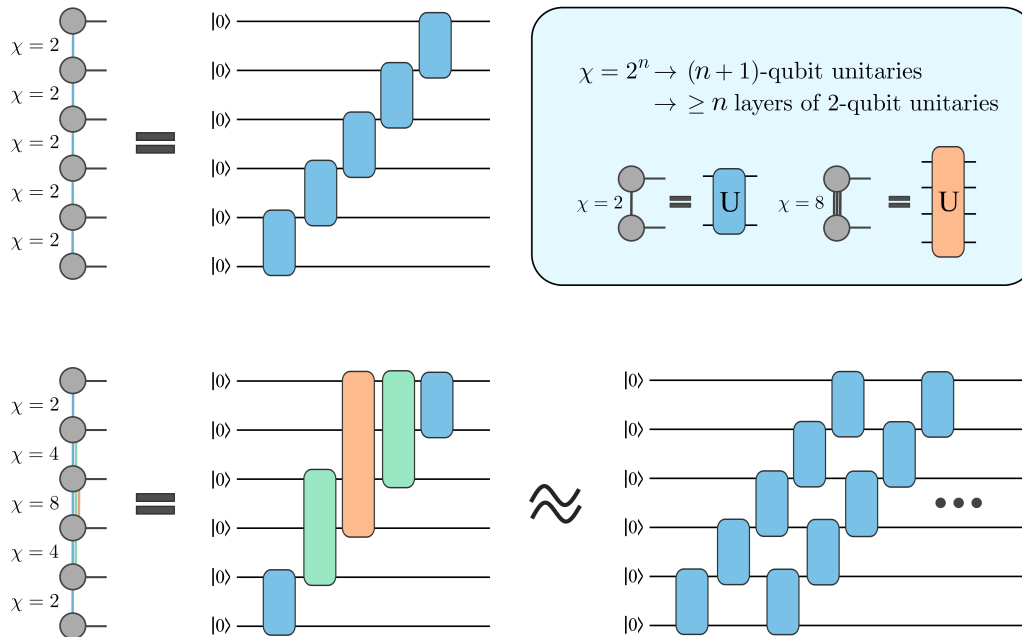 χ = 2
χ = 2
χ = 2
χ = 2
χ = 2
|0⟩
|0⟩
|0⟩
|0⟩
|0⟩
|0⟩
χ = 2ⁿ → (n + 1)-qubit unitaries
→ ≥ n layers of 2-qubit unitaries
χ = 2
U
χ = 8
U
χ = 2
χ = 4
χ = 8
χ = 4
χ = 2
|0⟩
|0⟩
|0⟩
|0⟩
|0⟩
|0⟩
|0⟩
|0⟩
|0⟩
|0⟩
|0⟩
|0⟩